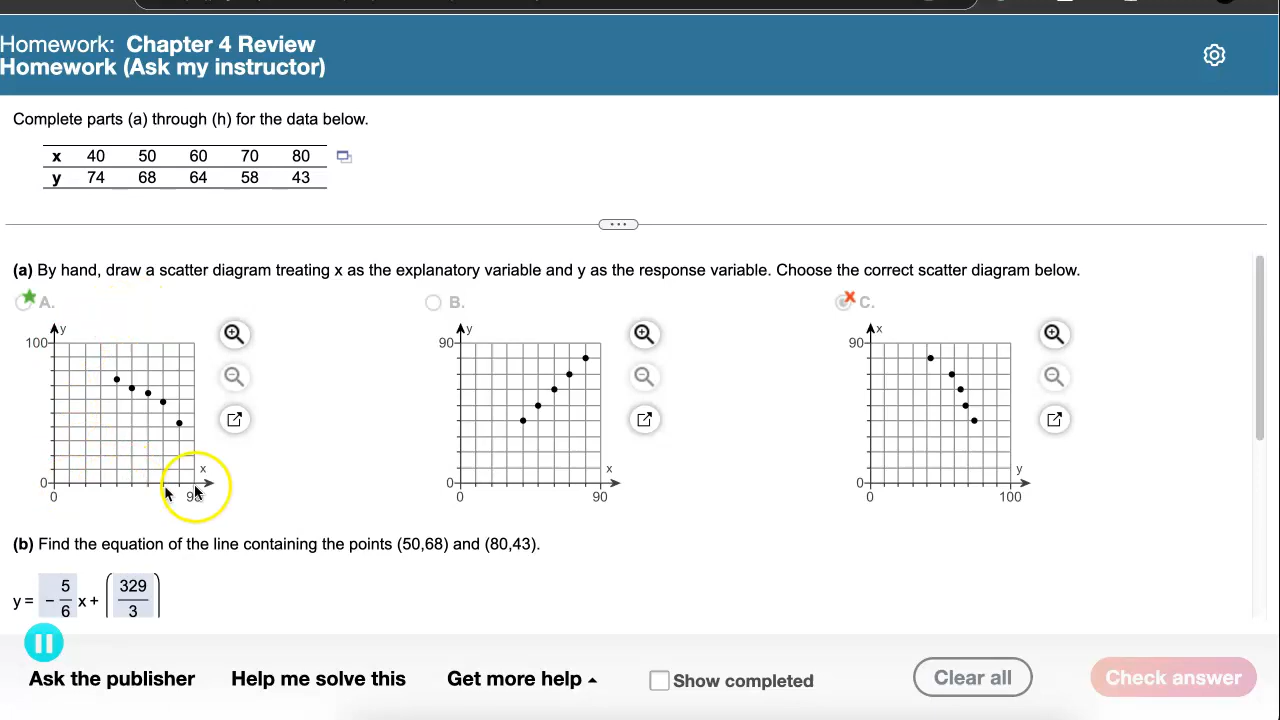 Homework: Chapter 4 Review
Homework (Ask my instructor)
Complete parts (a) through (h) for the data below.
x 40 50 60 70 80
y 74 68 64 58 43
(a) By hand, draw a scatter diagram treating x as the explanatory variable and y as the response variable. Choose the correct scatter diagram below.
A. B. C.
y y x
100 90 90
x x y
0 0 0
0 90 0 90 0 100
(b) Find the equation of the line containing the points (50,68) and (80,43).
y = − 5/6 x + (329/3)
Ask the publisher Help me solve this Get more help Show completed Clear all Check answer